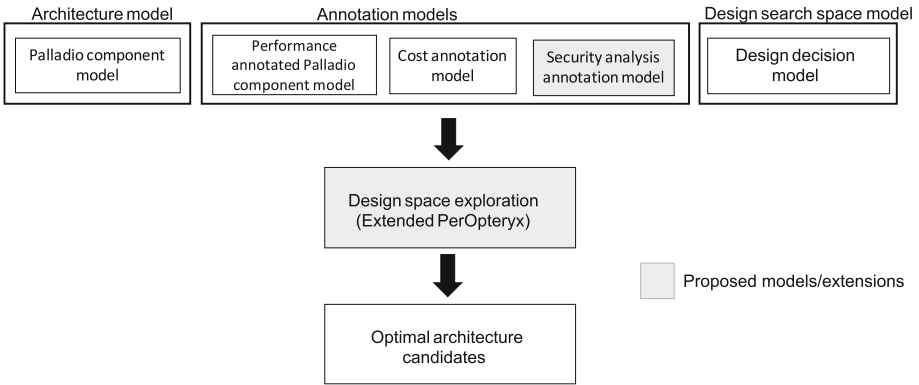 Architecture model
Annotation models
Design search space model
Palladio component
model
Performance
annotated Palladio
component model
Cost annotation
model
Security analysis
annotation model
Design decision
model
Design space exploration
(Extended PerOpteryx)
Proposed models/extensions
Optimal architecture
candidates